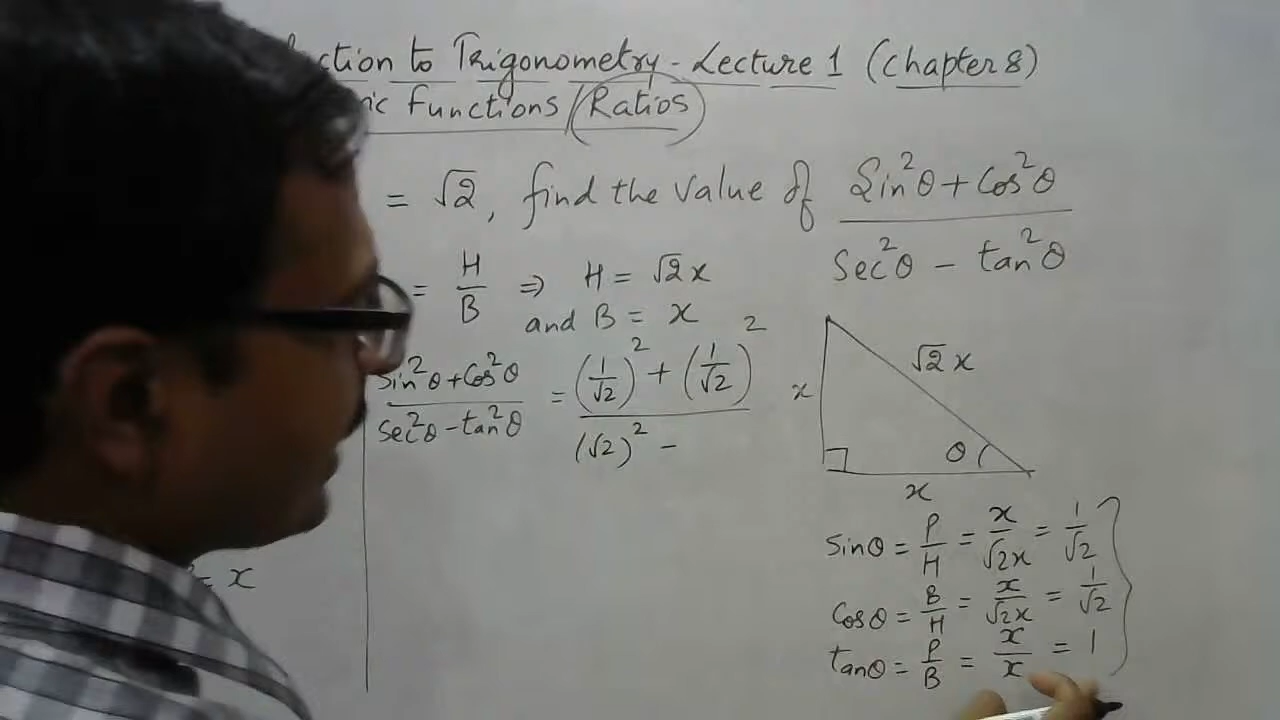 to Trigonometry - Lecture 1 (Chapter 8)
Functions (Ratios)
= √2, find the value of Sin²θ + Cos²θ / Sec²θ - tan²θ
= H/B ⇒ H = √2x
and B = x
Sin²θ + Cos²θ / Sec²θ - tan²θ = (1/√2)² + (1/√2)² / (√2)² -
= x
√2x
x
θ
x
Sinθ = P/H = x/√2x = 1/√2
Cosθ = B/H = x/√2x = 1/√2
tanθ = P/B = x/x = 1